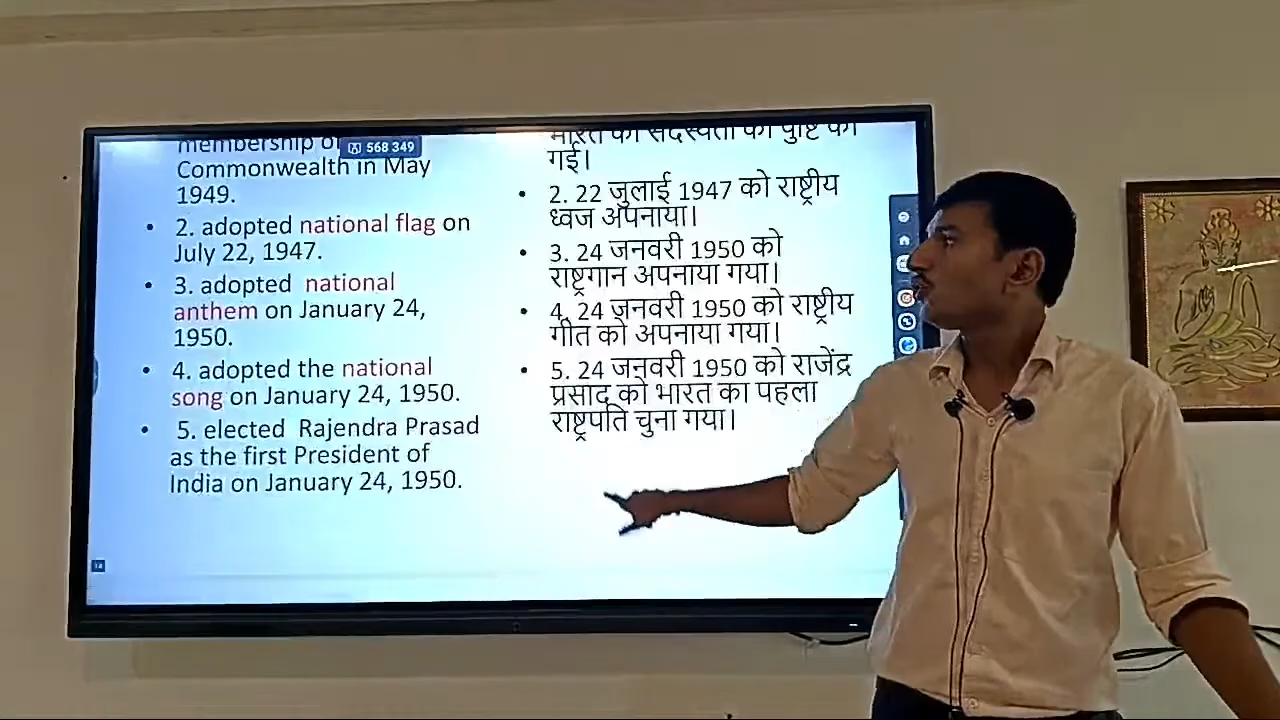 membership of
Commonwealth in May
1949.
• 2. adopted national flag on
July 22, 1947.
• 3. adopted national
anthem on January 24,
1950.
• 4. adopted the national
song on January 24, 1950.
• 5. elected Rajendra Prasad
as the first President of
India on January 24, 1950.
568 349
भारत की सदस्यता की पुष्टि की
गई।
• 2. 22 जुलाई 1947 को राष्ट्रीय
ध्वज अपनाया।
• 3. 24 जनवरी 1950 को
राष्ट्रगान अपनाया गया।
• 4. 24 जनवरी 1950 को राष्ट्रीय
गीत को अपनाया गया।
• 5. 24 जनवरी 1950 को राजेंद्र
प्रसाद को भारत का पहला
राष्ट्रपति चुना गया।